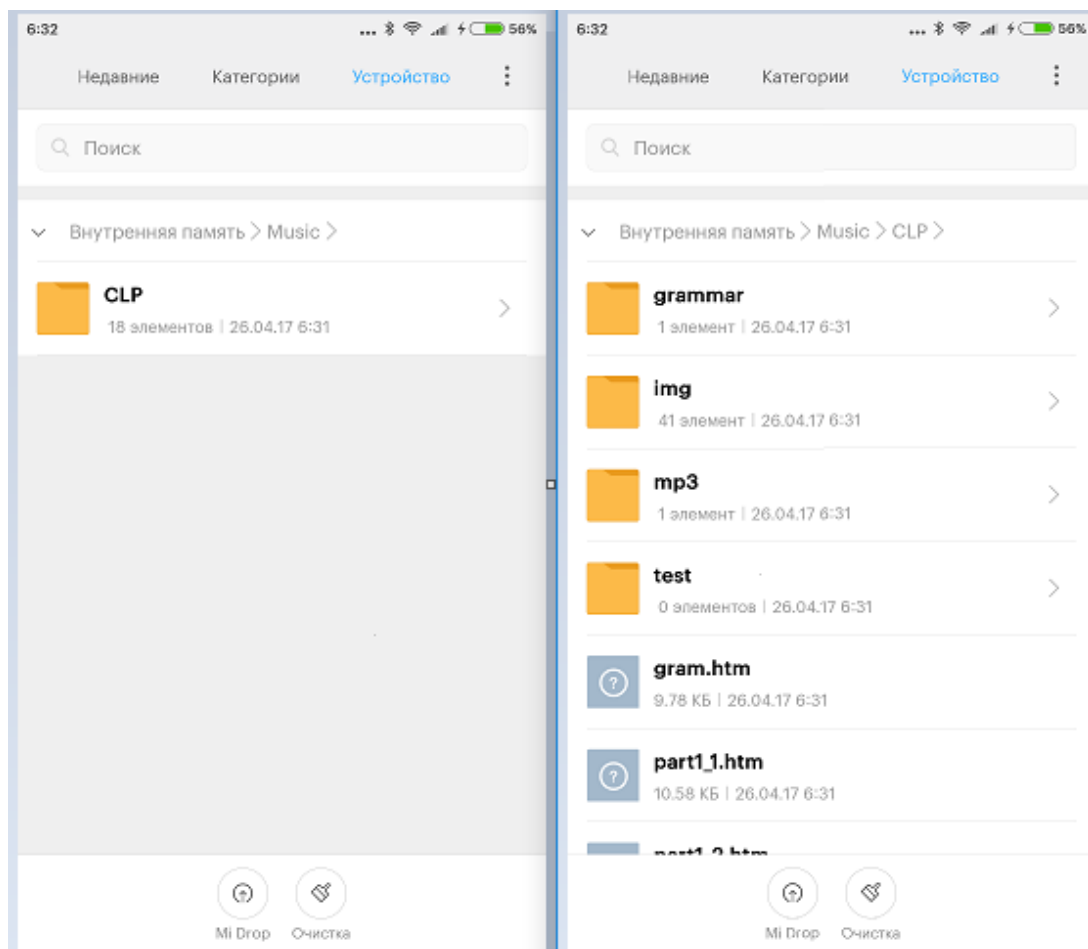 6:32 ... 56%
Недавние Категории Устройство
Поиск
Внутренняя память > Music >
CLP
18 элементов | 26.04.17 6:31
Mi Drop Очистка
6:32 ... 56%
Недавние Категории Устройство
Поиск
Внутренняя память > Music > CLP >
grammar
1 элемент | 26.04.17 6:31
img
41 элемент | 26.04.17 6:31
mp3
1 элемент | 26.04.17 6:31
test
0 элементов | 26.04.17 6:31
gram.htm
9.78 КБ | 26.04.17 6:31
part1_1.htm
10.58 КБ | 26.04.17 6:31
part1_2.htm
Mi Drop Очистка